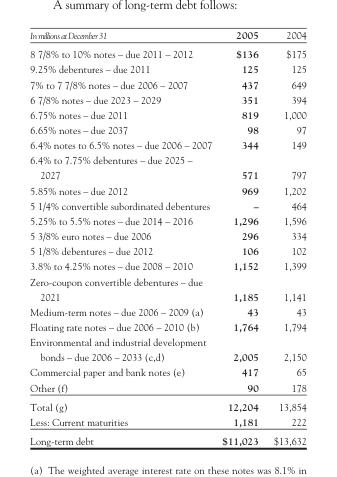 A summary of long-term debt follows:
In millions at December 31 2005 2004
8 7/8% to 10% notes – due 2011 – 2012 $136 $175
9.25% debentures – due 2011 125 125
7% to 7 7/8% notes – due 2006 – 2007 437 649
6 7/8% notes – due 2023 – 2029 351 394
6.75% notes – due 2011 819 1,000
6.65% notes – due 2037 98 97
6.4% notes to 6.5% notes – due 2006 – 2007 344 149
6.4% to 7.75% debentures – due 2025 –
2027 571 797
5.85% notes – due 2012 969 1,202
5 1/4% convertible subordinated debentures – 464
5.25% to 5.5% notes – due 2014 – 2016 1,296 1,596
5 3/8% euro notes – due 2006 296 334
5 1/8% debentures – due 2012 106 102
3.8% to 4.25% notes – due 2008 – 2010 1,152 1,399
Zero-coupon convertible debentures – due
2021 1,185 1,141
Medium-term notes – due 2006 – 2009 (a) 43 43
Floating rate notes – due 2006 – 2010 (b) 1,764 1,794
Environmental and industrial development
bonds – due 2006 – 2033 (c,d) 2,005 2,150
Commercial paper and bank notes (e) 417 65
Other (f) 90 178
Total (g) 12,204 13,854
Less: Current maturities 1,181 222
Long-term debt $11,023 $13,632
(a) The weighted average interest rate on these notes was 8.1% in